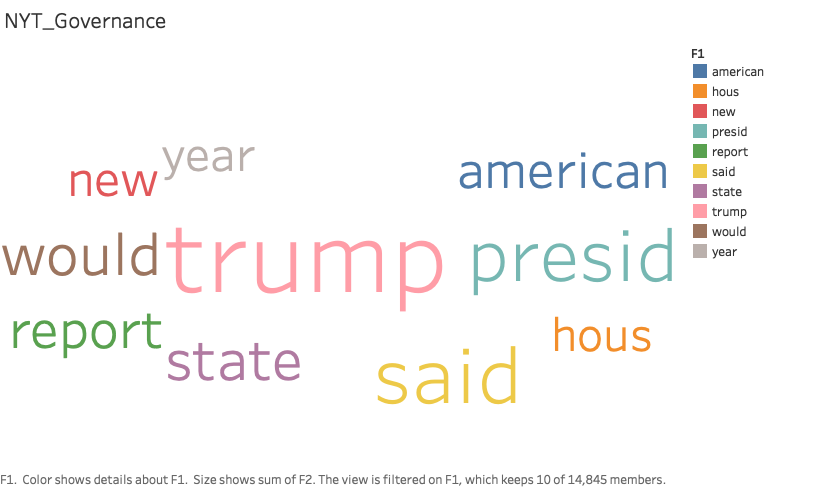 NYT_Governance
F1
american
hous
new
presid
report
said
state
trump
would
year
year
new
american
would
trump
presid
report
hous
state
said
F1.  Color shows details about F1.  Size shows sum of F2. The view is filtered on F1, which keeps 10 of 14,845 members.